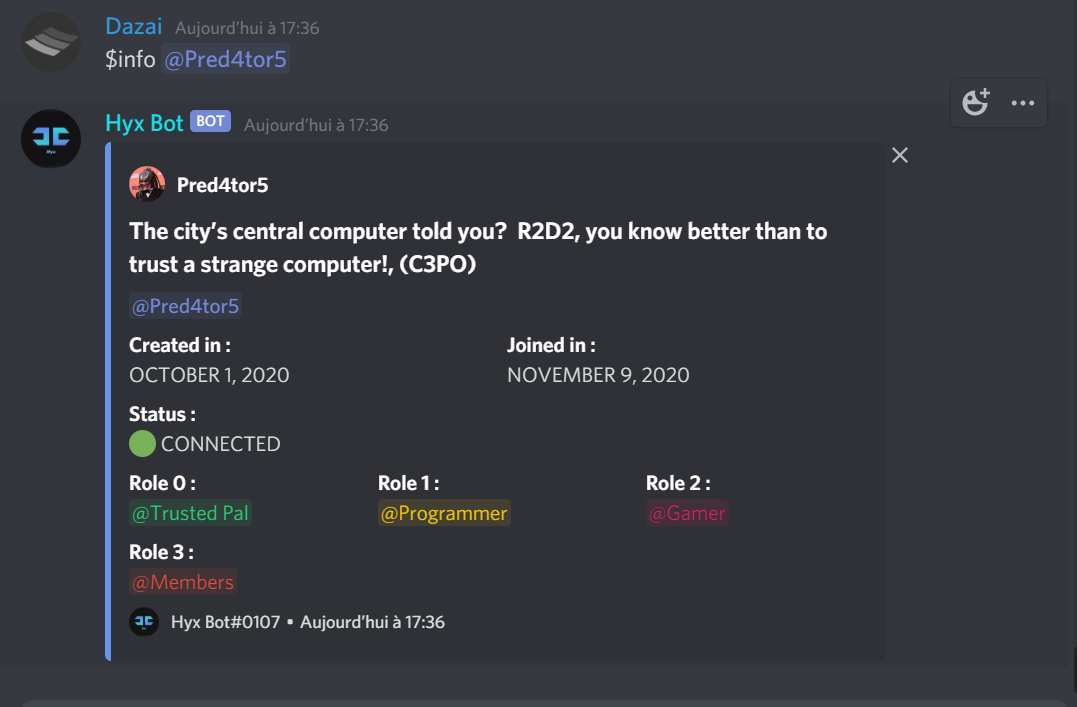 Dazai Aujourd'hui à 17:36
$info @Pred4tor5
Hyx Bot BOT Aujourd'hui à 17:36
Pred4tor5
The city’s central computer told you?  R2D2, you know better than to
trust a strange computer!, (C3PO)
@Pred4tor5
Created in : Joined in :
OCTOBER 1, 2020 NOVEMBER 9, 2020
Status :
CONNECTED
Role 0 : Role 1 : Role 2 :
@Trusted Pal @Programmer @Gamer
Role 3 :
@Members
Hyx Bot#0107 • Aujourd'hui à 17:36